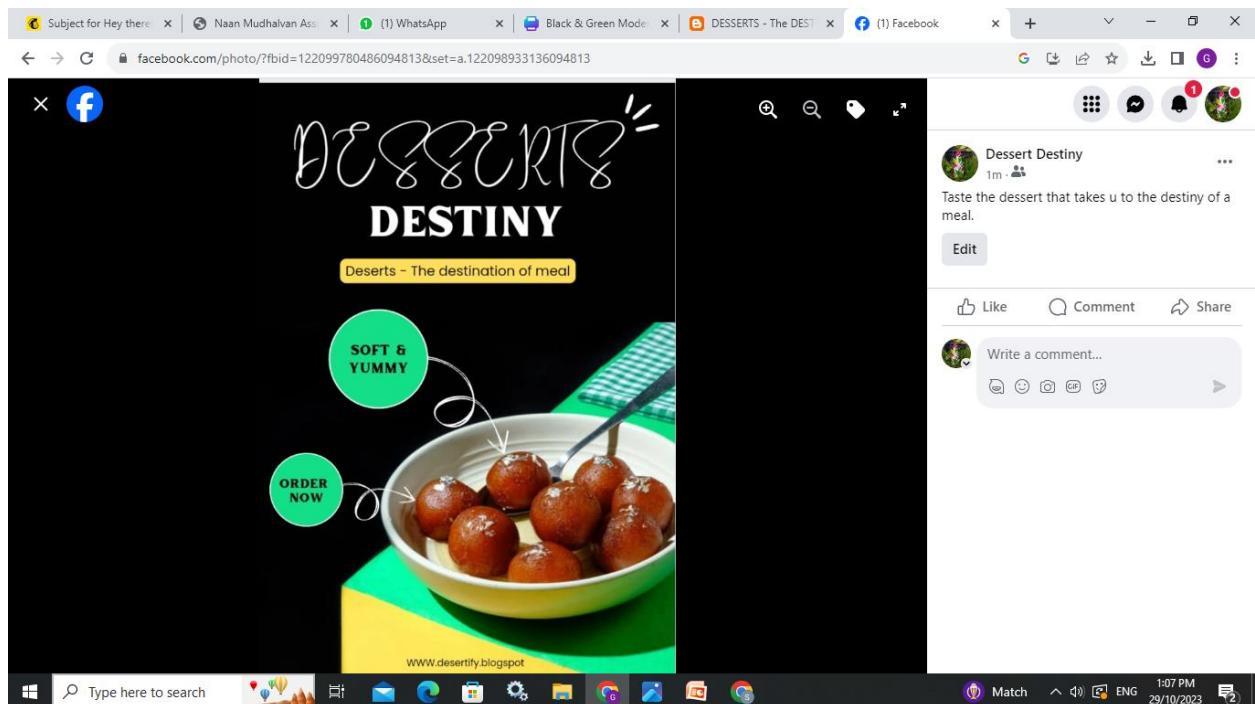 Subject for Hey there
Naan Mudhalvan Ass
(1) WhatsApp
Black & Green Mode
DESSERTS - The DEST
(1) Facebook
facebook.com/photo/?fbid=122099780486094813&set=a.122098933136094813
G
DESSERTS
DESTINY
Deserts - The destination of meal
SOFT &
YUMMY
ORDER
NOW
WWW.desertify.blogspot
1
Dessert Destiny
1m
Taste the dessert that takes u to the destiny of a
meal.
Edit
Like
Comment
Share
Write a comment...
GIF
Type here to search
Match
ENG
1:07 PM
29/10/2023
2